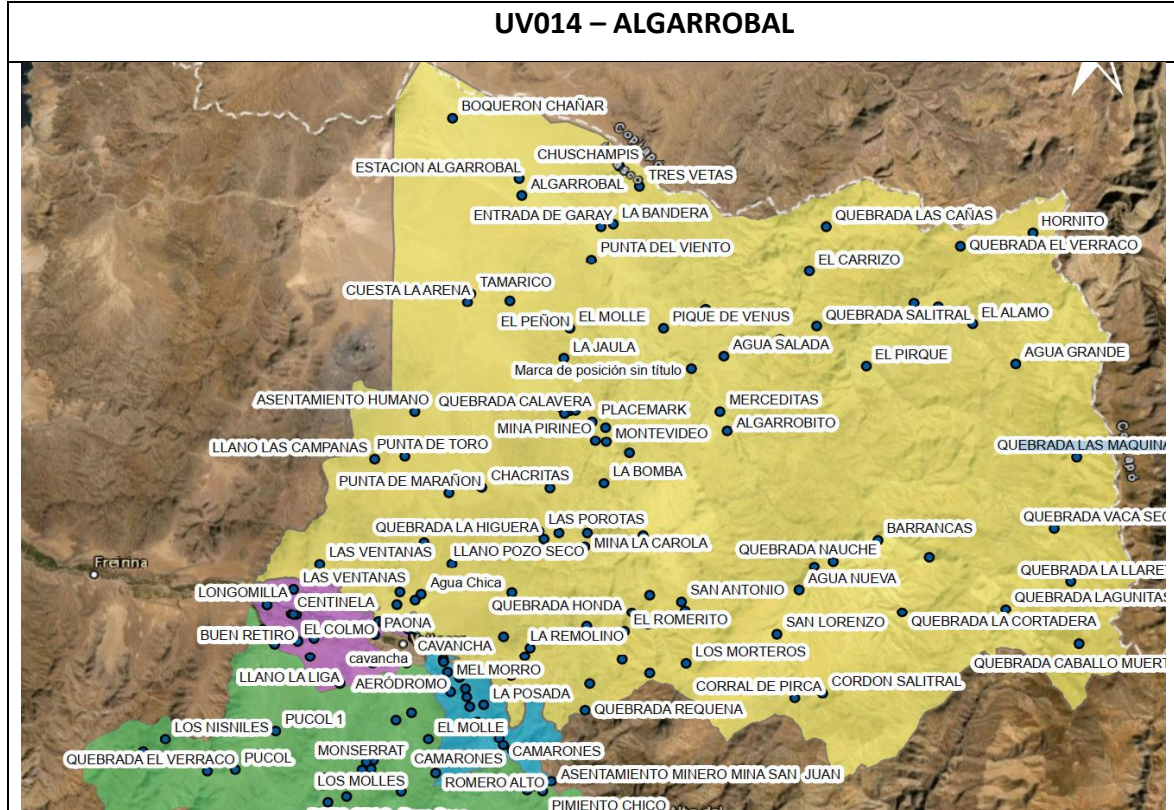 UV014 – ALGARROBAL
BOQUERON CHAÑAR
Copiapó
CHUSCHAMPIS
ESTACION ALGARROBAL
TRES VETAS
ALGARROBAL
ENTRADA DE GARAY
LA BANDERA
QUEBRADA LAS CAÑAS
HORNITO
QUEBRADA EL VERRACO
PUNTA DEL VIENTO
EL CARRIZO
TAMARICO
CUESTA LA ARENA
EL PEÑON
EL MOLLE
PIQUE DE VENUS
QUEBRADA SALITRAL
EL ALAMO
LA JAULA
AGUA SALADA
EL PIRQUE
AGUA GRANDE
Marca de posición sin título
ASENTAMIENTO HUMANO
QUEBRADA CALAVERA
PLACEMARK
MERCEDITAS
MINA PIRINEO
MONTEVIDEO
ALGARROBITO
LLANO LAS CAMPANAS
PUNTA DE TORO
QUEBRADA LAS MAQUINA
PUNTA DE MARAÑON
CHACRITAS
LA BOMBA
QUEBRADA VACA SEC
QUEBRADA LA HIGUERA
LAS POROTAS
BARRANCAS
MINA LA CAROLA
QUEBRADA NAUCHE
Freirina
LAS VENTANAS
LLANO POZO SECO
QUEBRADA LA LLARET
LAS VENTANAS
Agua Chica
SAN ANTONIO
AGUA NUEVA
LONGOMILLA
CENTINELA
QUEBRADA HONDA
QUEBRADA LAGUNITAS
EL ROMERITO
QUEBRADA LA CORTADERA
BUEN RETIRO
EL COLMO
PAONA
LA REMOLINO
SAN LORENZO
CAVANCHA
cavancha
LOS MORTEROS
QUEBRADA CABALLO MUERT
MEL MORRO
LLANO LA LIGA
AERÓDROMO
LA POSADA
CORRAL DE PIRCA
CORDON SALITRAL
QUEBRADA REQUENA
LOS NISNILES
PUCOL 1
EL MOLLE
MONSERRAT
CAMARONES
QUEBRADA EL VERRACO
PUCOL
CAMARONES
LOS MOLLES
ROMERO ALTO
ASENTAMIENTO MINERO MINA SAN JUAN
PIMIENTO CHICO